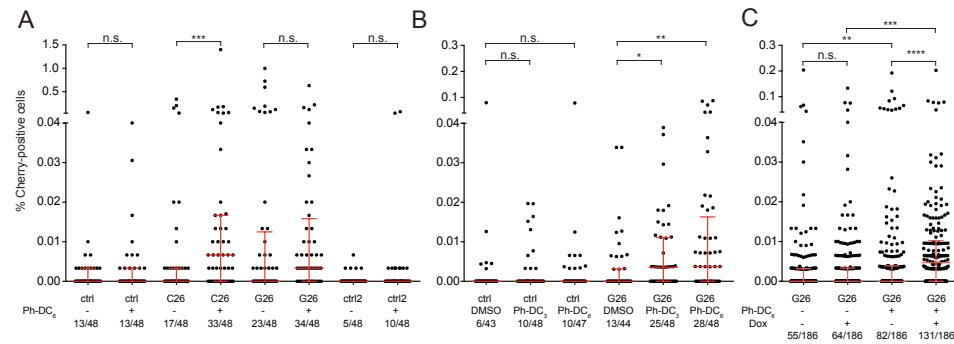 A
B
C
n.s.
***
n.s.
n.s.
% Cherry-positive cells
1.5
1.0
0.5
0.1
0.04
0.03
0.02
0.01
0.00
ctrl ctrl C26 C26 G26 G26 ctrl2 ctrl2
Ph-DC6 - + - + - + - +
13/48 13/48 17/48 33/48 23/48 34/48 5/48 10/48
n.s.
n.s.
**
*
0.3
0.2
0.1
0.04
0.03
0.02
0.01
0.00
ctrl ctrl ctrl G26 G26 G26
DMSO Ph-DC3 Ph-DC6 DMSO Ph-DC3 Ph-DC6
6/43 10/48 10/47 13/44 25/48 28/48
***
**
n.s.
****
0.3
0.2
0.1
0.04
0.03
0.02
0.01
0.00
G26 G26 G26 G26
Ph-DC6 - - + +
Dox - + - +
55/186 64/186 82/186 131/186